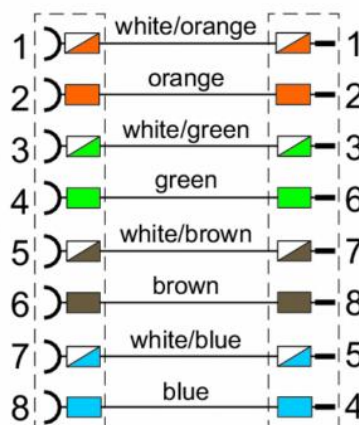 1 white/orange 1
2 orange 2
3 white/green 3
4 green 6
5 white/brown 7
6 brown 8
7 white/blue 5
8 blue 4